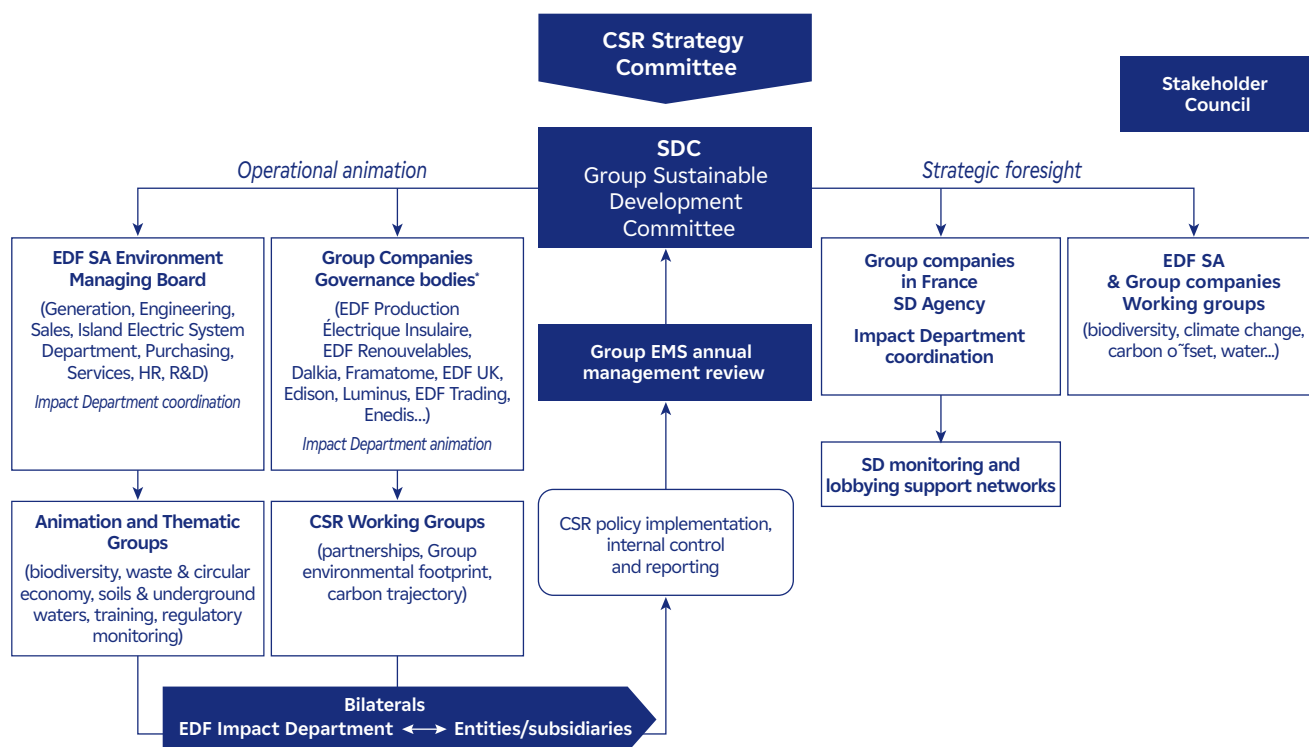 CSR Strategy
Committee
Stakeholder
Council
SDC
Group Sustainable
Development
Committee
Operational animation
Strategic foresight
EDF SA Environment
Managing Board
(Generation, Engineering,
Sales, Island Electric System
Department, Purchasing,
Services, HR, R&D)
Impact Department coordination
Group Companies
Governance bodies*
(EDF Production
Électrique Insulaire,
EDF Renouvelables,
Dalkia, Framatome, EDF UK,
Edison, Luminus, EDF Trading,
Enedis...)
Impact Department animation
Group EMS annual
management review
Group companies
in France
SD Agency
Impact Department
coordination
EDF SA
& Group companies
Working groups
(biodiversity, climate change,
carbon o˜fset, water...)
SD monitoring and
lobbying support networks
Animation and Thematic
Groups
(biodiversity, waste & circular
economy, soils & underground
waters, training, regulatory
monitoring)
CSR Working Groups
(partnerships, Group
environmental footprint,
carbon trajectory)
CSR policy implementation,
internal control
and reporting
Bilaterals
EDF Impact Department ⟷ Entities/subsidiaries